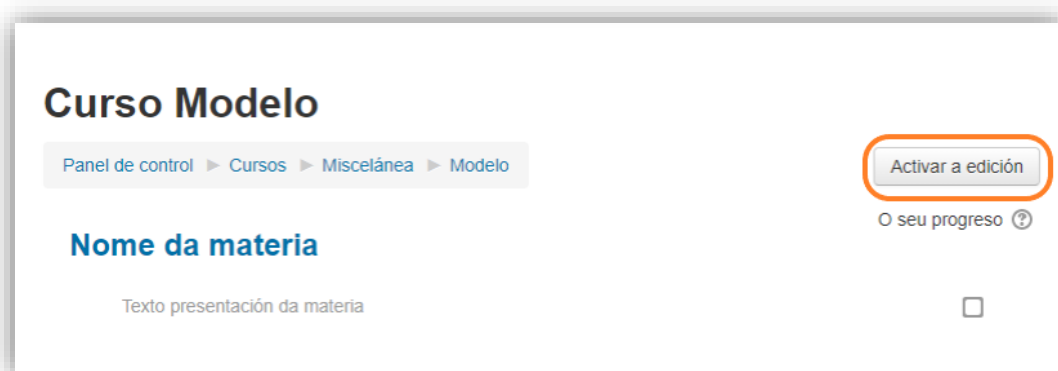 Curso Modelo
Panel de control ► Cursos ► Miscelánea ► Modelo
Activar a edición
O seu progreso ?
Nome da materia
Texto presentación da materia